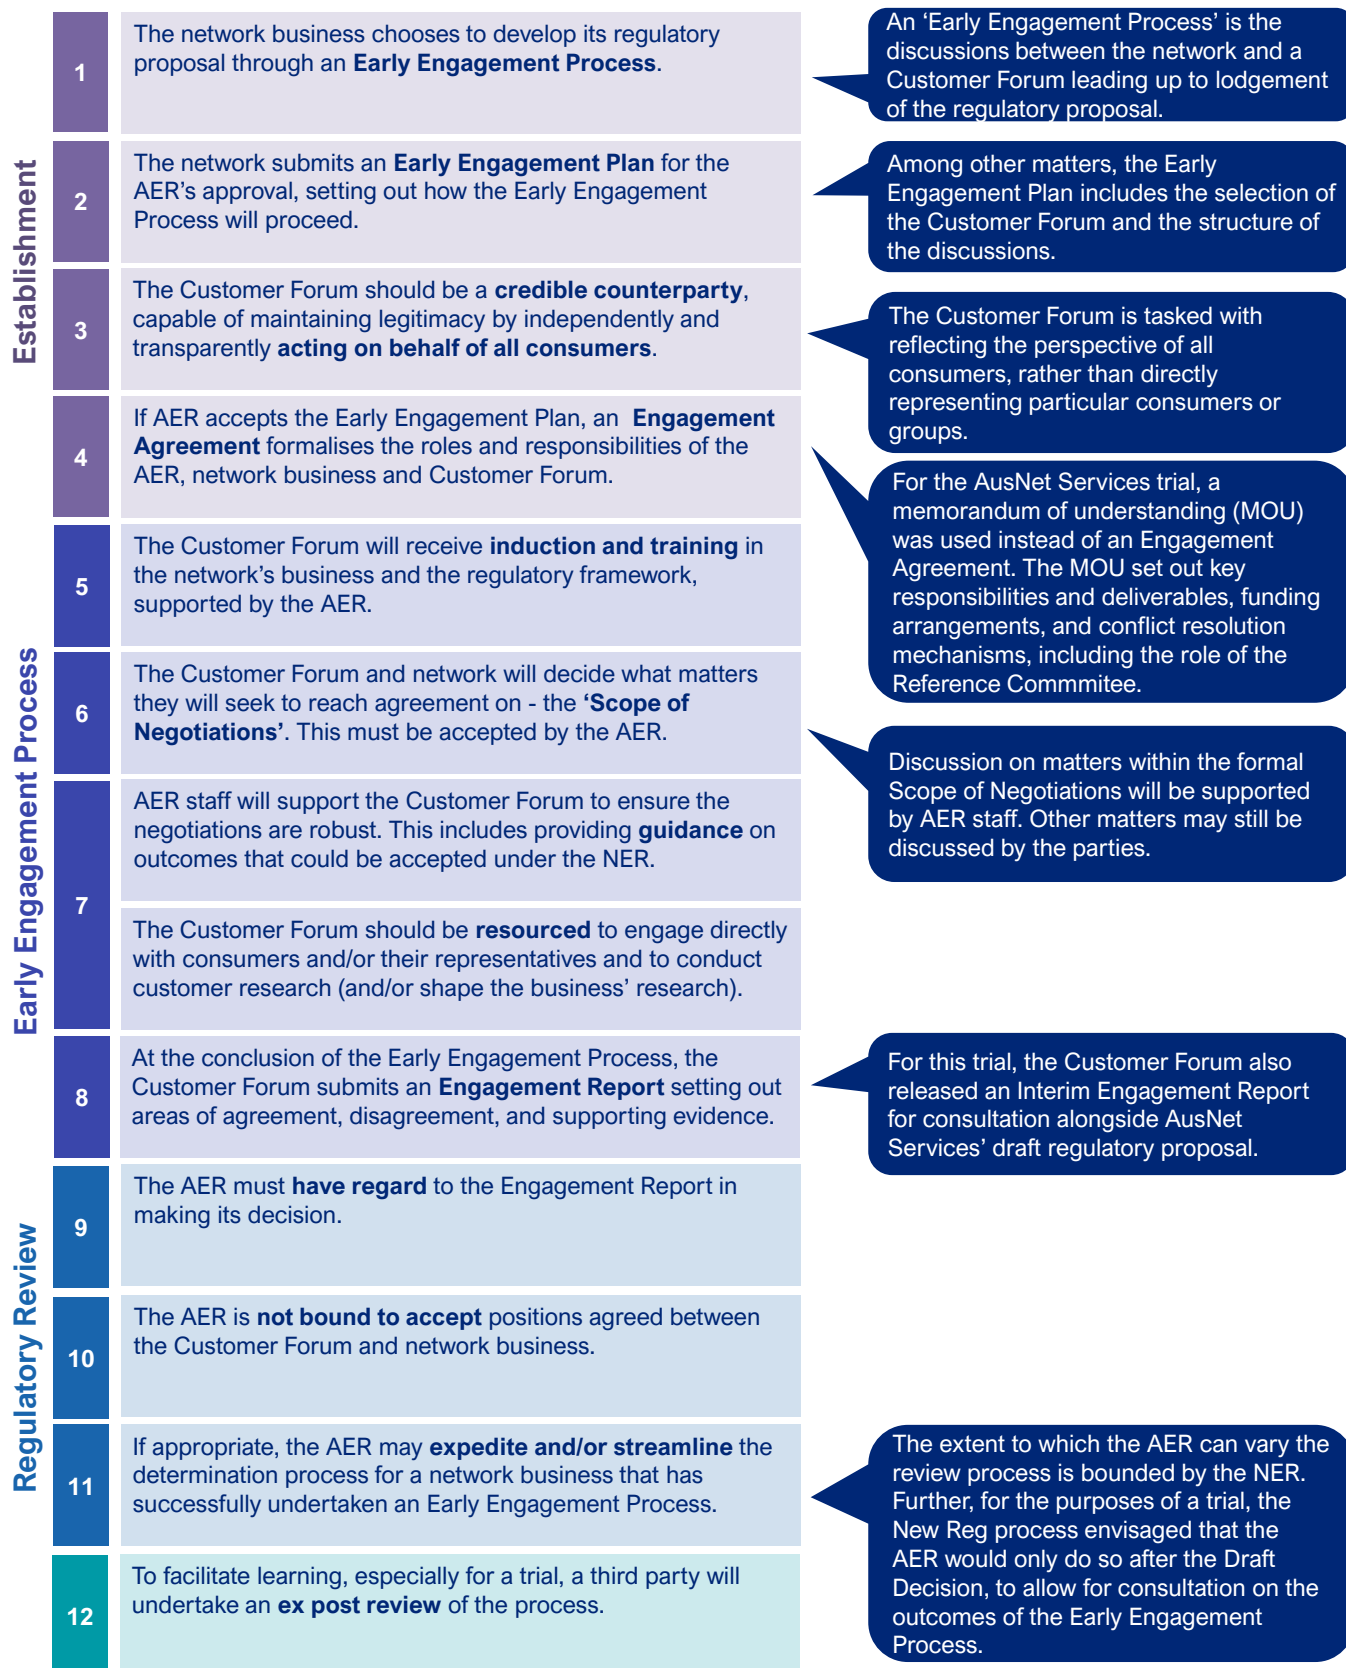 Establishment
1
The network business chooses to develop its regulatory
proposal through an Early Engagement Process.
An ‘Early Engagement Process’ is the
discussions between the network and a
Customer Forum leading up to lodgement
of the regulatory proposal.
2
The network submits an Early Engagement Plan for the
AER’s approval, setting out how the Early Engagement
Process will proceed.
Among other matters, the Early
Engagement Plan includes the selection of
the Customer Forum and the structure of
the discussions.
3
The Customer Forum should be a credible counterparty,
capable of maintaining legitimacy by independently and
transparently acting on behalf of all consumers.
The Customer Forum is tasked with
reflecting the perspective of all
consumers, rather than directly
representing particular consumers or
groups.
4
If AER accepts the Early Engagement Plan, an Engagement
Agreement formalises the roles and responsibilities of the
AER, network business and Customer Forum.
For the AusNet Services trial, a
memorandum of understanding (MOU)
was used instead of an Engagement
Agreement. The MOU set out key
responsibilities and deliverables, funding
arrangements, and conflict resolution
mechanisms, including the role of the
Reference Commmitee.
Early Engagement Process
5
The Customer Forum will receive induction and training in
the network’s business and the regulatory framework,
supported by the AER.
6
The Customer Forum and network will decide what matters
they will seek to reach agreement on - the ‘Scope of
Negotiations’. This must be accepted by the AER.
Discussion on matters within the formal
Scope of Negotiations will be supported
by AER staff. Other matters may still be
discussed by the parties.
7
AER staff will support the Customer Forum to ensure the
negotiations are robust. This includes providing guidance on
outcomes that could be accepted under the NER.
The Customer Forum should be resourced to engage directly
with consumers and/or their representatives and to conduct
customer research (and/or shape the business’ research).
8
At the conclusion of the Early Engagement Process, the
Customer Forum submits an Engagement Report setting out
areas of agreement, disagreement, and supporting evidence.
For this trial, the Customer Forum also
released an Interim Engagement Report
for consultation alongside AusNet
Services’ draft regulatory proposal.
Regulatory Review
9
The AER must have regard to the Engagement Report in
making its decision.
10
The AER is not bound to accept positions agreed between
the Customer Forum and network business.
11
If appropriate, the AER may expedite and/or streamline the
determination process for a network business that has
successfully undertaken an Early Engagement Process.
The extent to which the AER can vary the
review process is bounded by the NER.
Further, for the purposes of a trial, the
New Reg process envisaged that the
AER would only do so after the Draft
Decision, to allow for consultation on the
outcomes of the Early Engagement
Process.
12
To facilitate learning, especially for a trial, a third party will
undertake an ex post review of the process.